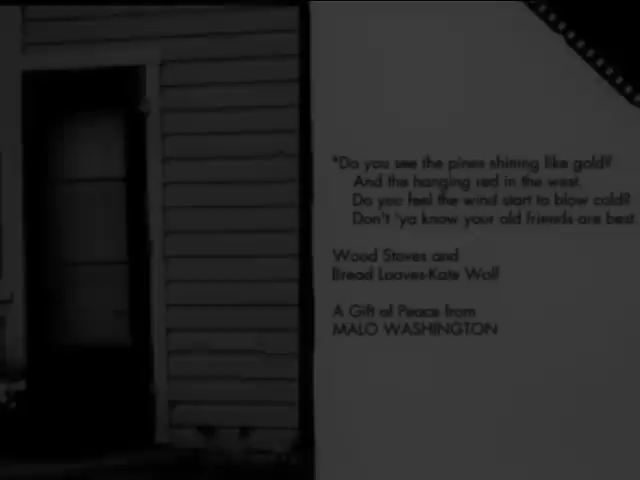 "Do you see the pines shining like gold?
And the hanging red in the west.
Do you feel the wind start to blow cold?
Don't 'ya know your old friends are best.
Wood Stoves and
Bread Loaves-Kate Wolf
A Gift of Peace from
MALO WASHINGTON